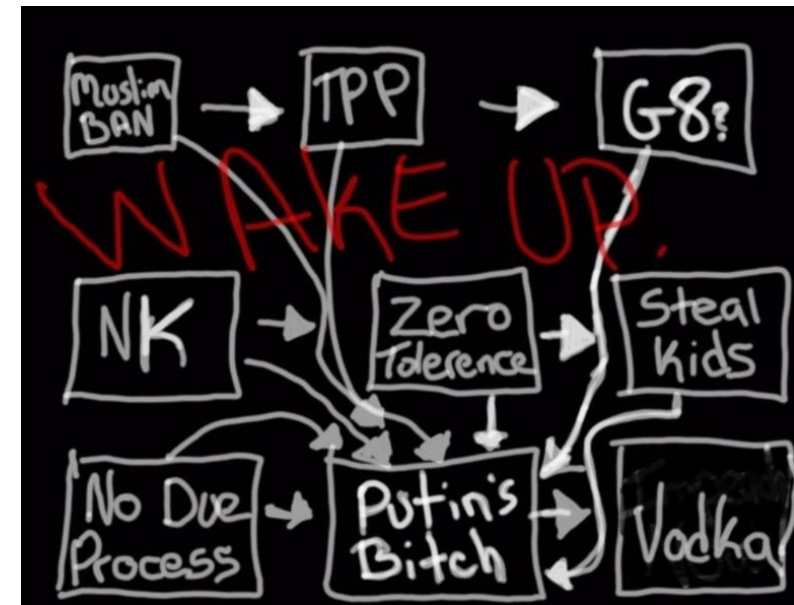 Muslim
BAN
TPP
G8?
WAKE UP.
NK
Zero
Tolerence
Steal
Kids
No Due
Process
Putin's
Bitch
Vodka